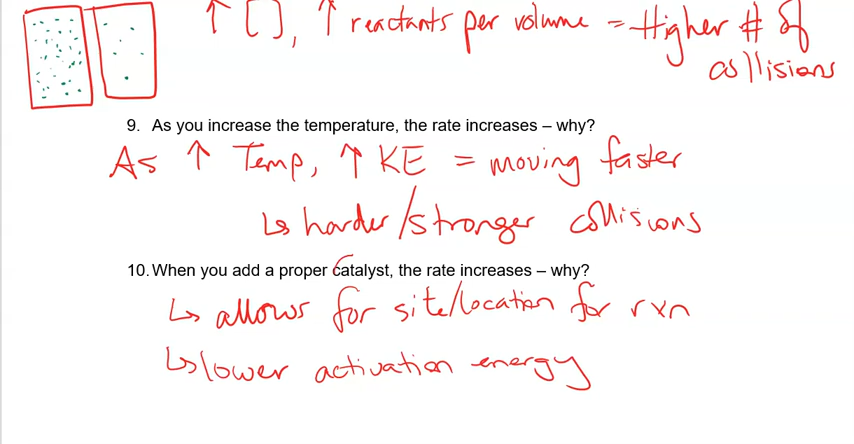 ↑ [ ], ↑ reactants per volume = Higher # of
collisions
9. As you increase the temperature, the rate increases – why?
As ↑ Temp, ↑ KE = moving faster
↳ harder/stronger collisions
10. When you add a proper catalyst, the rate increases – why?
↳ allows for site/location for rxn
↳ lower activation energy